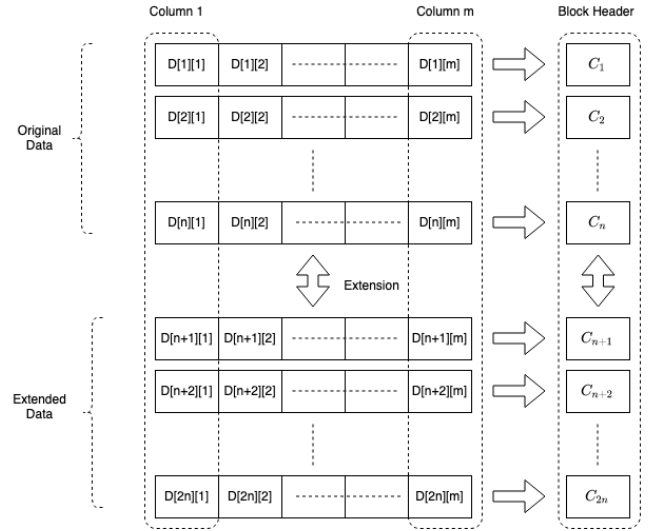 Column 1 Column m Block Header
D[1][1] D[1][2] D[1][m] C₁
D[2][1] D[2][2] D[2][m] C₂
Original
Data
D[n][1] D[n][2] D[n][m] Cₙ
Extension
D[n+1][1] D[n+1][2] D[n+1][m] Cₙ₊₁
D[n+2][1] D[n+2][2] D[n+2][m] Cₙ₊₂
Extended
Data
D[2n][1] D[2n][2] D[2n][m] C₂ₙ